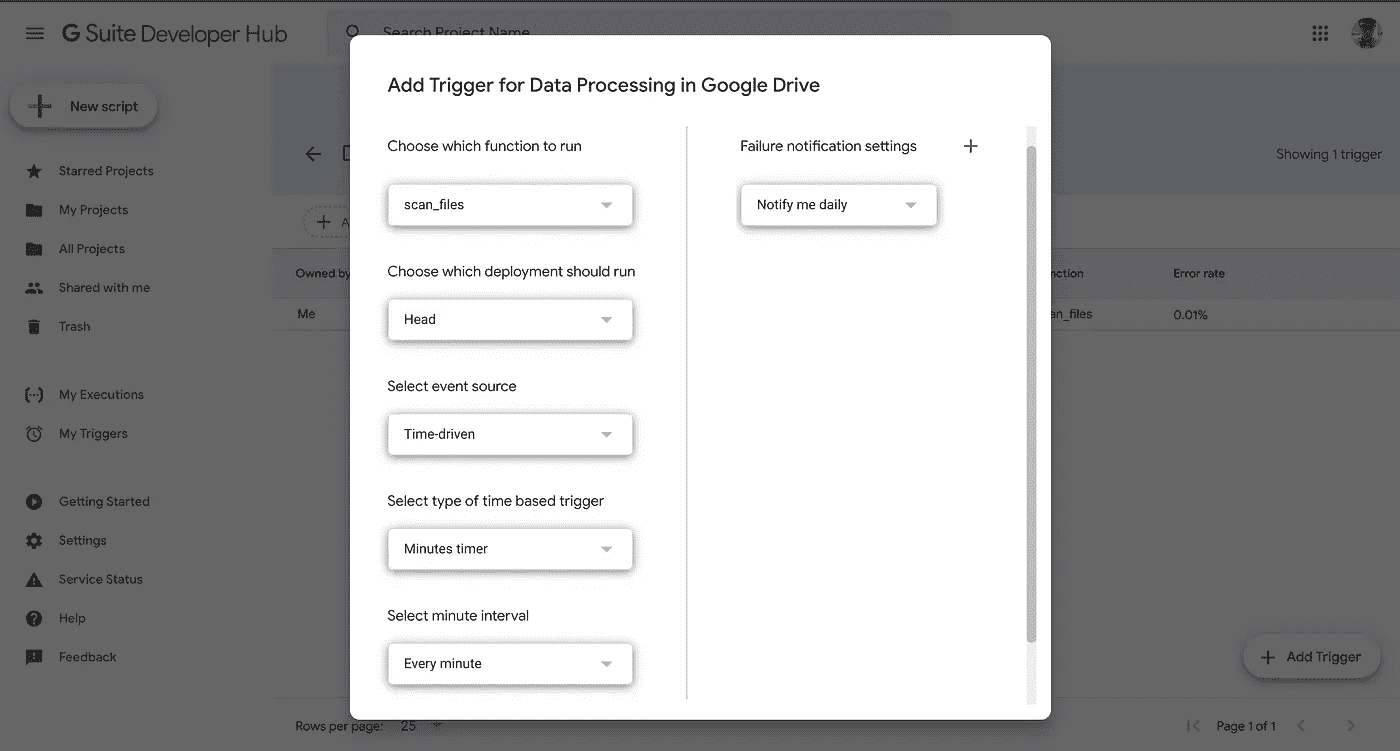 G Suite Developer Hub
Search Project Name
New script
Starred Projects
My Projects
All Projects
Shared with me
Trash
My Executions
My Triggers
Getting Started
Settings
Service Status
Help
Feedback
Showing 1 trigger
Owned by
Error rate
Me
0.01%
Add Trigger for Data Processing in Google Drive
Choose which function to run
scan_files
Choose which deployment should run
Head
Select event source
Time-driven
Select type of time based trigger
Minutes timer
Select minute interval
Every minute
Failure notification settings
Notify me daily
Add Trigger
Rows per page: 25
Page 1 of 1